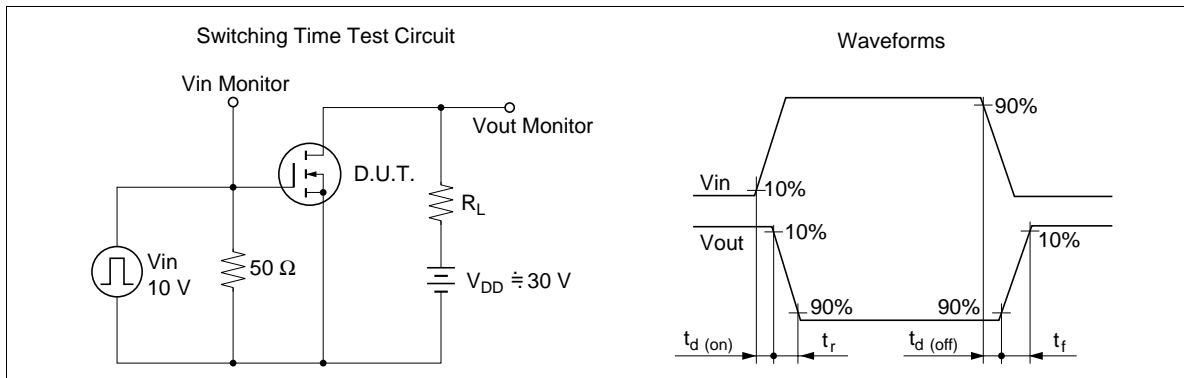 Switching Time Test Circuit
Vin Monitor
Vout Monitor
D.U.T.
R_L
Vin
10 V
50 Ω
V_DD ≒ 30 V
Waveforms
90%
Vin
10%
Vout
10%
10%
90%
90%
t_d (on)
t_r
t_d (off)
t_f